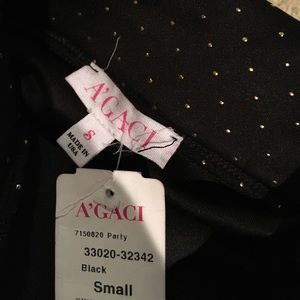 A'GACI
S
MADE IN
USA
A'GACI
7150820 Party
33020-32342
Black
Small